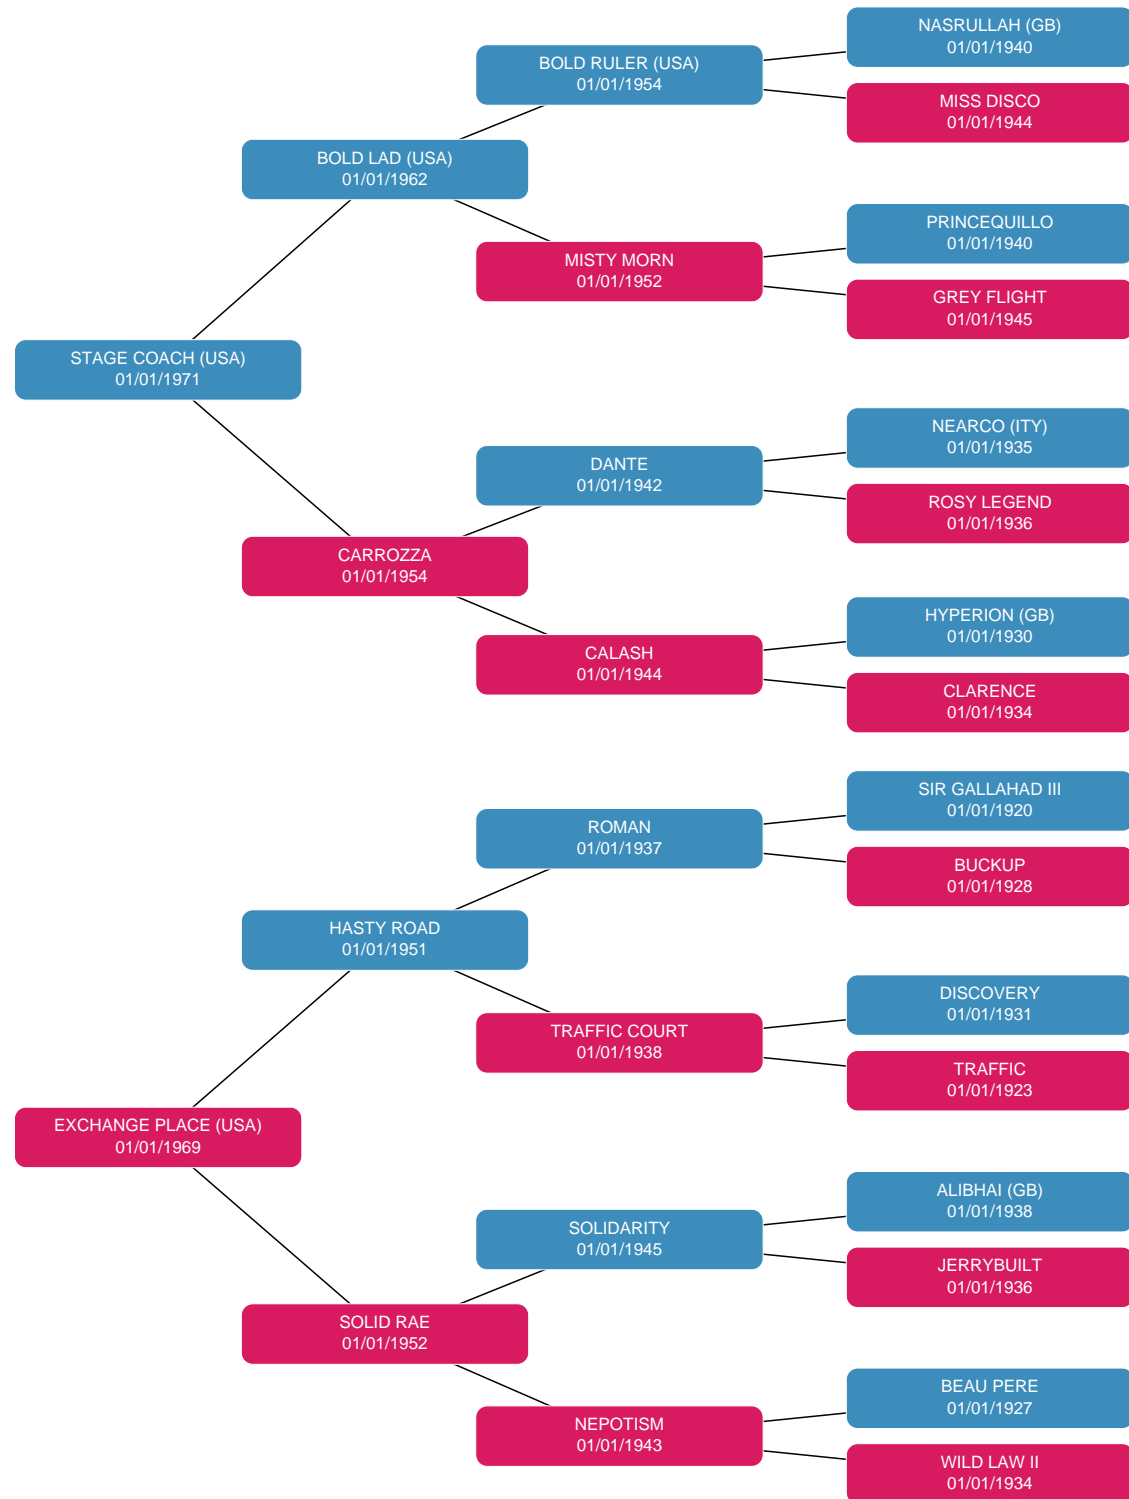 NASRULLAH (GB)
01/01/1940
BOLD RULER (USA)
01/01/1954
MISS DISCO
01/01/1944
BOLD LAD (USA)
01/01/1962
PRINCEQUILLO
01/01/1940
MISTY MORN
01/01/1952
GREY FLIGHT
01/01/1945
STAGE COACH (USA)
01/01/1971
NEARCO (ITY)
01/01/1935
DANTE
01/01/1942
ROSY LEGEND
01/01/1936
CARROZZA
01/01/1954
HYPERION (GB)
01/01/1930
CALASH
01/01/1944
CLARENCE
01/01/1934
SIR GALLAHAD III
01/01/1920
ROMAN
01/01/1937
BUCKUP
01/01/1928
HASTY ROAD
01/01/1951
DISCOVERY
01/01/1931
TRAFFIC COURT
01/01/1938
TRAFFIC
01/01/1923
EXCHANGE PLACE (USA)
01/01/1969
ALIBHAI (GB)
01/01/1938
SOLIDARITY
01/01/1945
JERRYBUILT
01/01/1936
SOLID RAE
01/01/1952
BEAU PERE
01/01/1927
NEPOTISM
01/01/1943
WILD LAW II
01/01/1934